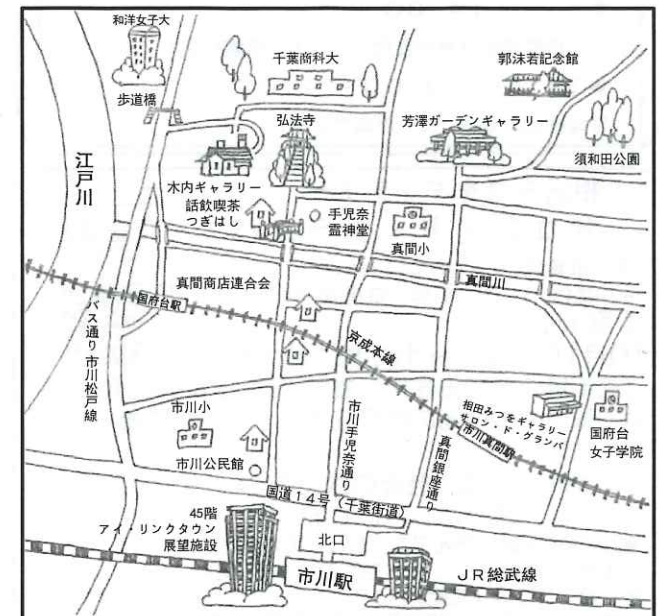 和洋女子大
歩道橋
千葉商科大
郭沫若記念館
弘法寺
芳澤ガーデンギャラリー
須和田公園
江戸川
木内ギャラリー
話飲喫茶
つぎはし
手児奈
霊神堂
真間小
真間川
真間商店連合会
国府台駅
京成本線
バス通り市川松戸線
市川小
市川公民館
市川手児奈通り
真間銀座通り
相田みつをギャラリー
サロン・ド・グランパ
市川真間駅
国府台
女子学院
国道14号(千葉街道)
45階
アイ・リンクタウン
展望施設
北口
市川駅
JR総武線